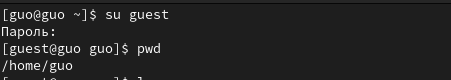 [guo@guo ~]$ su guest
Пароль:
[guest@guo guo]$ pwd
/home/guo